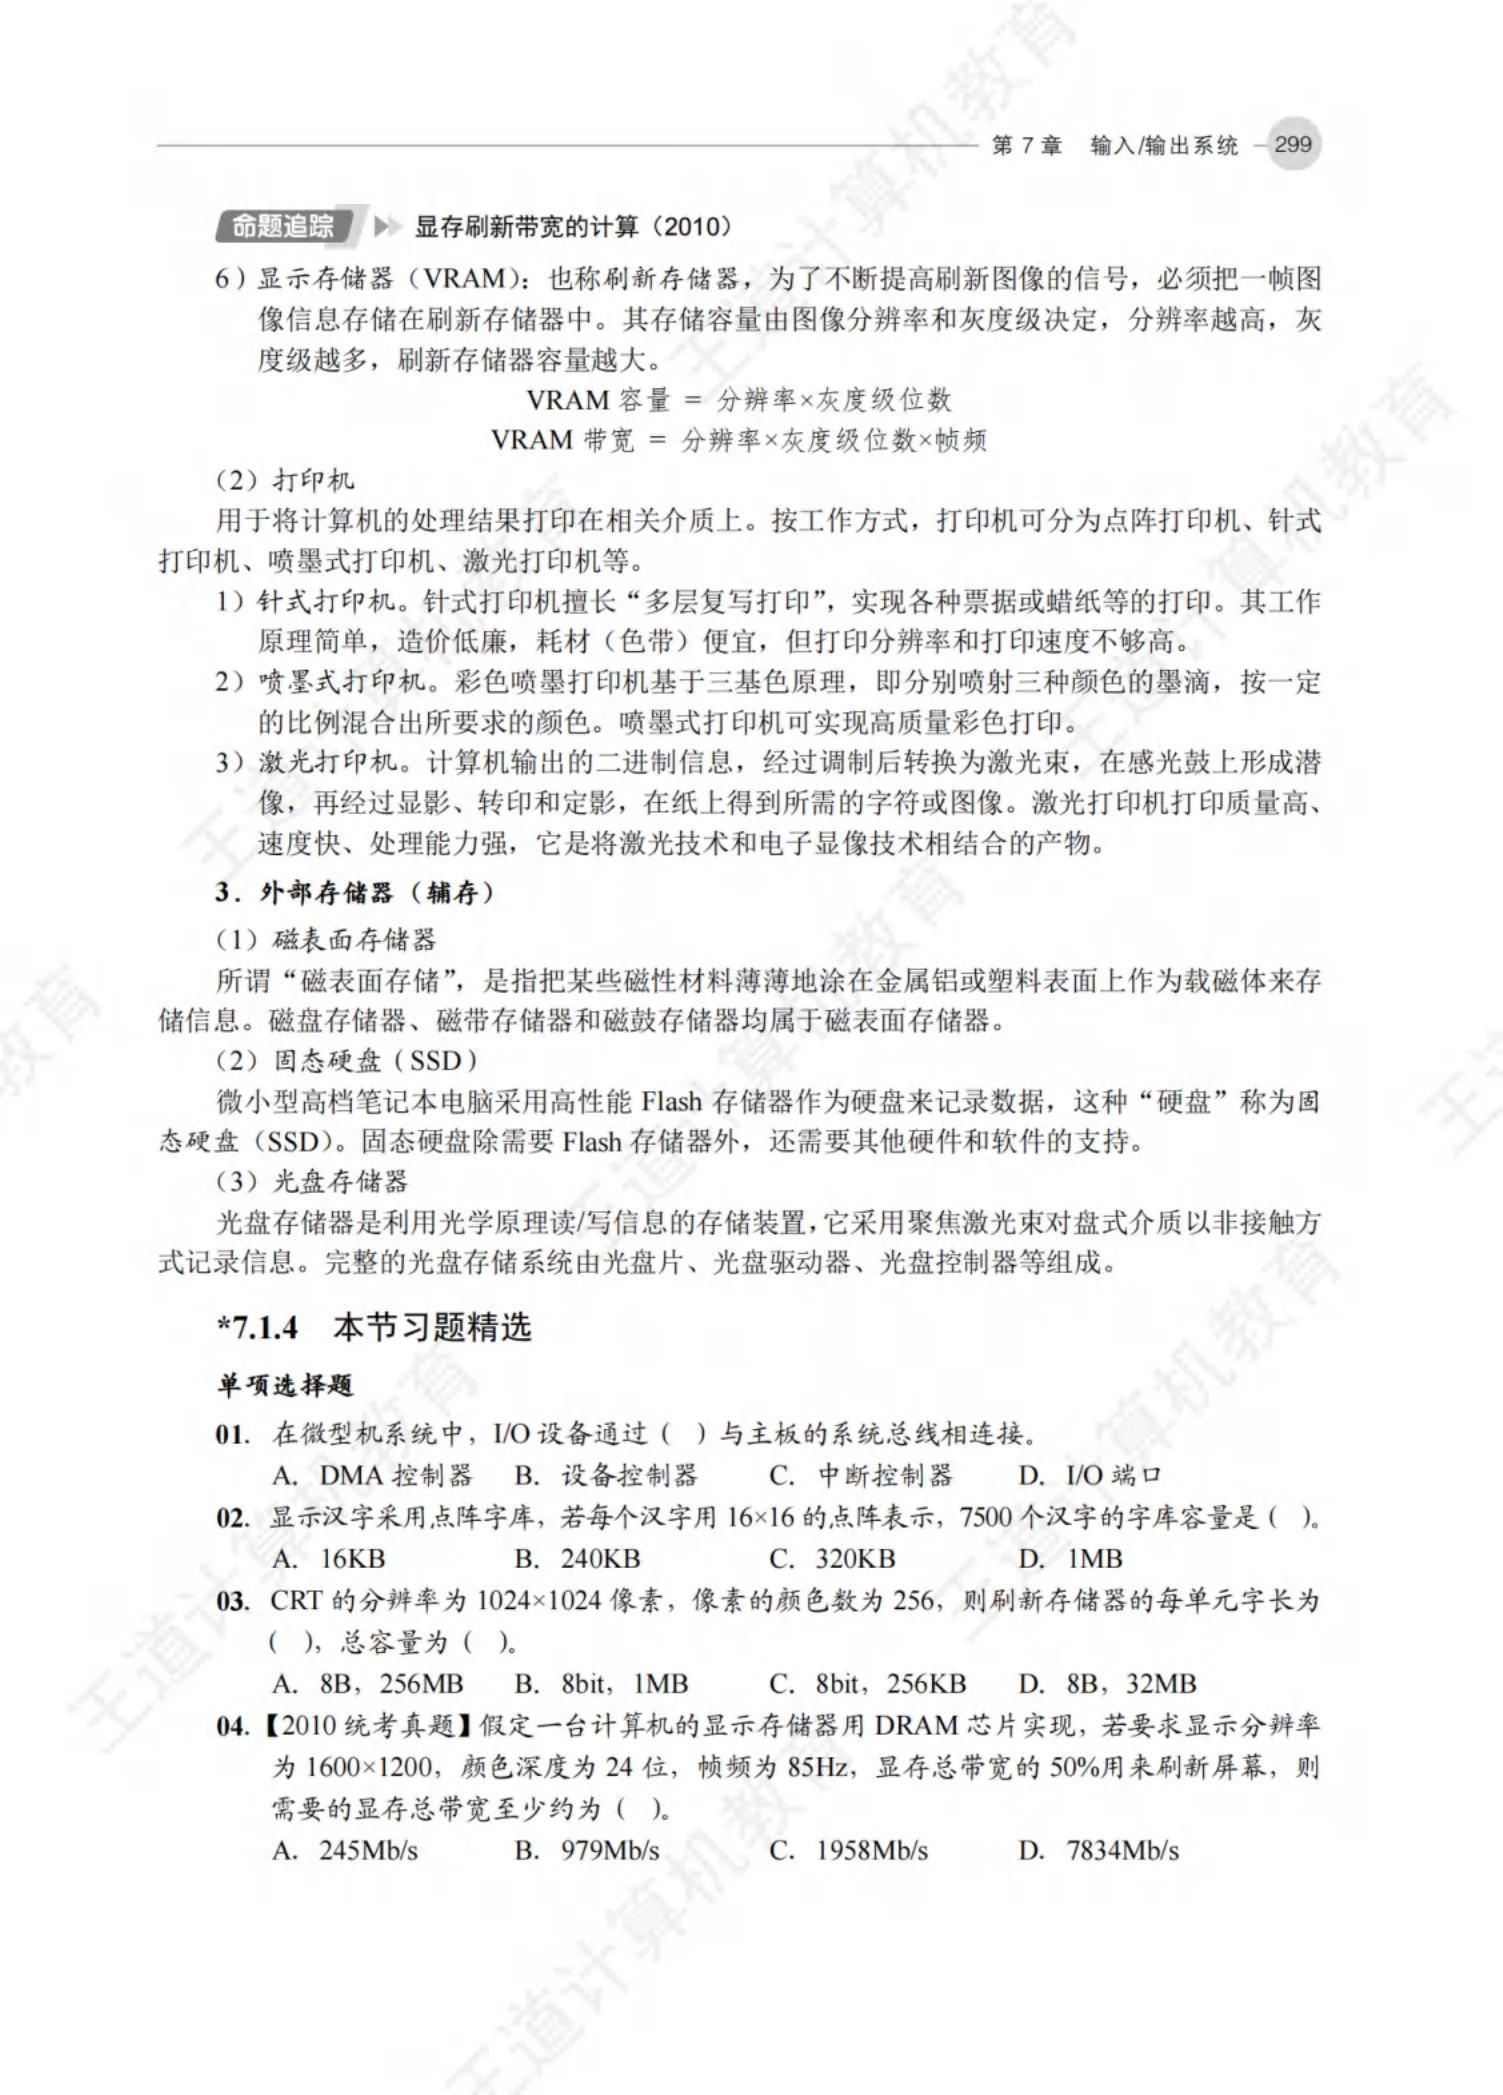 第 7 章　输入/输出系统　299
命题追踪　显存刷新带宽的计算（2010）
6）显示存储器（VRAM）：也称刷新存储器，为了不断提高刷新图像的信号，必须把一帧图
像信息存储在刷新存储器中。其存储容量由图像分辨率和灰度级决定，分辨率越高，灰
度级越多，刷新存储器容量越大。
VRAM 容量 = 分辨率×灰度级位数
VRAM 带宽 = 分辨率×灰度级位数×帧频
（2）打印机
用于将计算机的处理结果打印在相关介质上。按工作方式，打印机可分为点阵打印机、针式
打印机、喷墨式打印机、激光打印机等。
1）针式打印机。针式打印机擅长“多层复写打印”，实现各种票据或蜡纸等的打印。其工作
原理简单，造价低廉，耗材（色带）便宜，但打印分辨率和打印速度不够高。
2）喷墨式打印机。彩色喷墨打印机基于三基色原理，即分别喷射三种颜色的墨滴，按一定
的比例混合出所要求的颜色。喷墨式打印机可实现高质量彩色打印。
3）激光打印机。计算机输出的二进制信息，经过调制后转换为激光束，在感光鼓上形成潜
像，再经过显影、转印和定影，在纸上得到所需的字符或图像。激光打印机打印质量高、
速度快、处理能力强，它是将激光技术和电子显像技术相结合的产物。
3．外部存储器（辅存）
（1）磁表面存储器
所谓“磁表面存储”，是指把某些磁性材料薄薄地涂在金属铝或塑料表面上作为载磁体来存
储信息。磁盘存储器、磁带存储器和磁鼓存储器均属于磁表面存储器。
（2）固态硬盘（SSD）
微小型高档笔记本电脑采用高性能 Flash 存储器作为硬盘来记录数据，这种“硬盘”称为固
态硬盘（SSD）。固态硬盘除需要 Flash 存储器外，还需要其他硬件和软件的支持。
（3）光盘存储器
光盘存储器是利用光学原理读/写信息的存储装置，它采用聚焦激光束对盘式介质以非接触方
式记录信息。完整的光盘存储系统由光盘片、光盘驱动器、光盘控制器等组成。
*7.1.4　本节习题精选
单项选择题
01. 在微型机系统中，I/O 设备通过（ ）与主板的系统总线相连接。
A. DMA 控制器　B. 设备控制器　C. 中断控制器　D. I/O 端口
02. 显示汉字采用点阵字库，若每个汉字用 16×16 的点阵表示，7500 个汉字的字库容量是（ ）。
A. 16KB　B. 240KB　C. 320KB　D. 1MB
03. CRT 的分辨率为 1024×1024 像素，像素的颜色数为 256，则刷新存储器的每单元字长为
（ ），总容量为（ ）。
A. 8B，256MB　B. 8bit，1MB　C. 8bit，256KB　D. 8B，32MB
04.【2010 统考真题】假定一台计算机的显示存储器用 DRAM 芯片实现，若要求显示分辨率
为 1600×1200，颜色深度为 24 位，帧频为 85Hz，显存总带宽的 50%用来刷新屏幕，则
需要的显存总带宽至少约为（ ）。
A. 245Mb/s　B. 979Mb/s　C. 1958Mb/s　D. 7834Mb/s
王道计算机教育